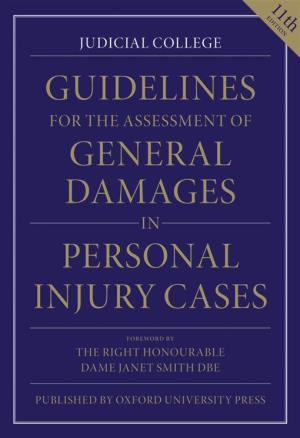 11th
EDITION
JUDICIAL COLLEGE
GUIDELINES
FOR THE ASSESSMENT OF
GENERAL
DAMAGES
IN
PERSONAL
INJURY CASES
FOREWORD BY
THE RIGHT HONOURABLE
DAME JANET SMITH DBE
PUBLISHED BY OXFORD UNIVERSITY PRESS